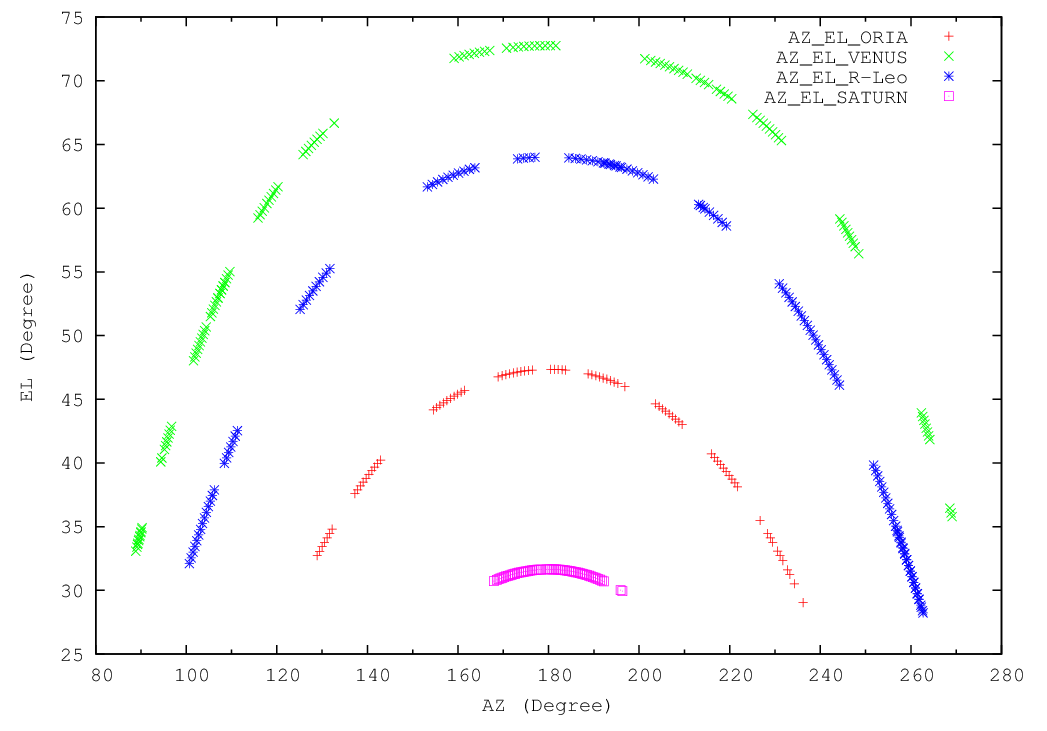 75
70
65
60
55
50
45
40
35
30
25
EL (Degree)
AZ_EL_ORIA
AZ_EL_VENUS
AZ_EL_R-Leo
AZ_EL_SATURN
80 100 120 140 160 180 200 220 240 260 280
AZ (Degree)